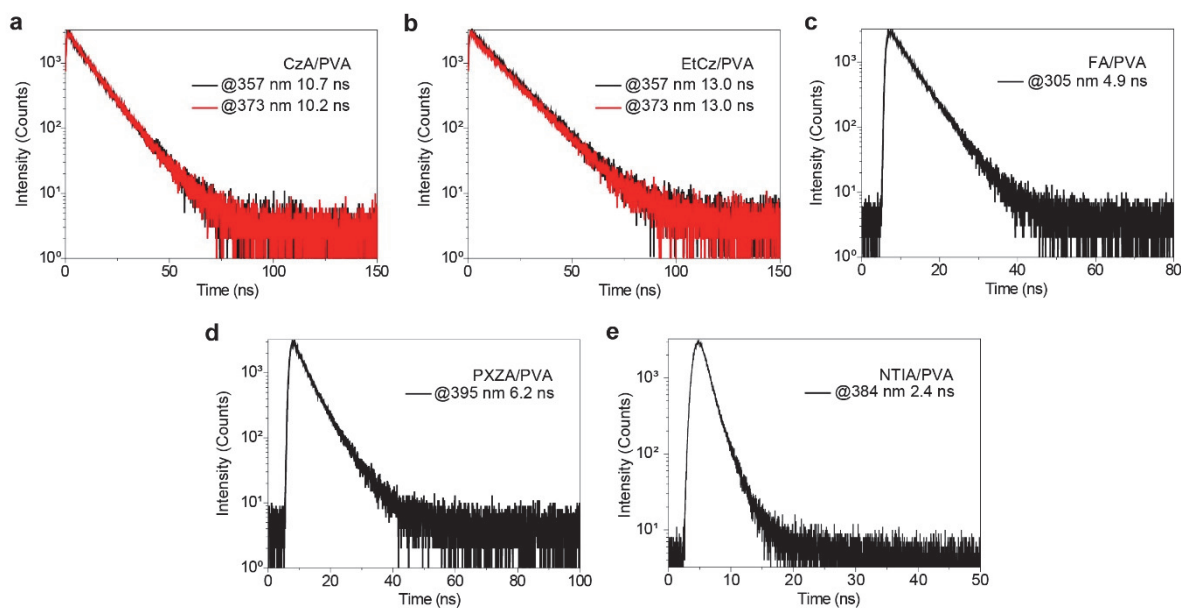 a
CzA/PVA
@357 nm 10.7 ns
@373 nm 10.2 ns
Intensity (Counts)
10³
10²
10¹
10⁰
0 50 100 150
Time (ns)
b
EtCz/PVA
@357 nm 13.0 ns
@373 nm 13.0 ns
Intensity (Counts)
10³
10²
10¹
10⁰
0 50 100 150
Time (ns)
c
FA/PVA
@305 nm 4.9 ns
Intensity (Counts)
10³
10²
10¹
10⁰
0 20 40 60 80
Time (ns)
d
PXZA/PVA
@395 nm 6.2 ns
Intensity (Counts)
10³
10²
10¹
10⁰
0 20 40 60 80 100
Time (ns)
e
NTIA/PVA
@384 nm 2.4 ns
Intensity (Counts)
10³
10²
10¹
0 10 20 30 40 50
Time (ns)